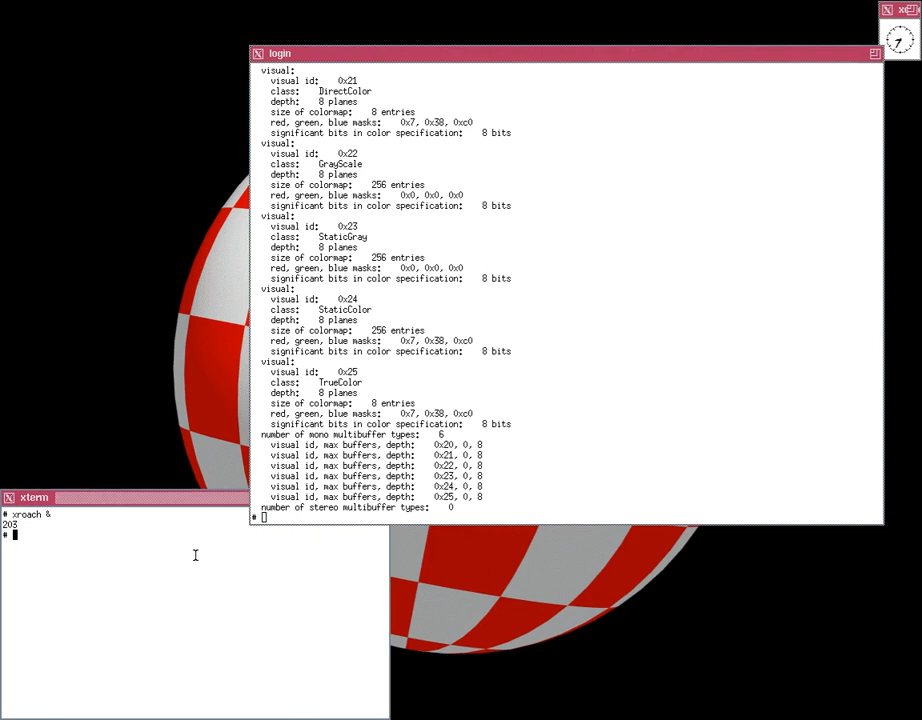 login
visual:
visual id: 0x21
class: DirectColor
depth: 8 planes
size of colormap: 8 entries
red, green, blue masks: 0x7, 0x38, 0xc0
significant bits in color specification: 8 bits
visual:
visual id: 0x22
class: GrayScale
depth: 8 planes
size of colormap: 256 entries
red, green, blue masks: 0x0, 0x0, 0x0
significant bits in color specification: 8 bits
visual:
visual id: 0x23
class: StaticGray
depth: 8 planes
size of colormap: 256 entries
red, green, blue masks: 0x0, 0x0, 0x0
significant bits in color specification: 8 bits
visual:
visual id: 0x24
class: StaticColor
depth: 8 planes
size of colormap: 256 entries
red, green, blue masks: 0x7, 0x38, 0xc0
significant bits in color specification: 8 bits
visual:
visual id: 0x25
class: TrueColor
depth: 8 planes
size of colormap: 8 entries
red, green, blue masks: 0x7, 0x38, 0xc0
significant bits in color specification: 8 bits
number of mono multibuffer types: 6
visual id, max buffers, depth: 0x20, 0, 8
visual id, max buffers, depth: 0x21, 0, 8
visual id, max buffers, depth: 0x22, 0, 8
visual id, max buffers, depth: 0x23, 0, 8
visual id, max buffers, depth: 0x24, 0, 8
visual id, max buffers, depth: 0x25, 0, 8
number of stereo multibuffer types: 0
#
xterm
# xroach &
203
#